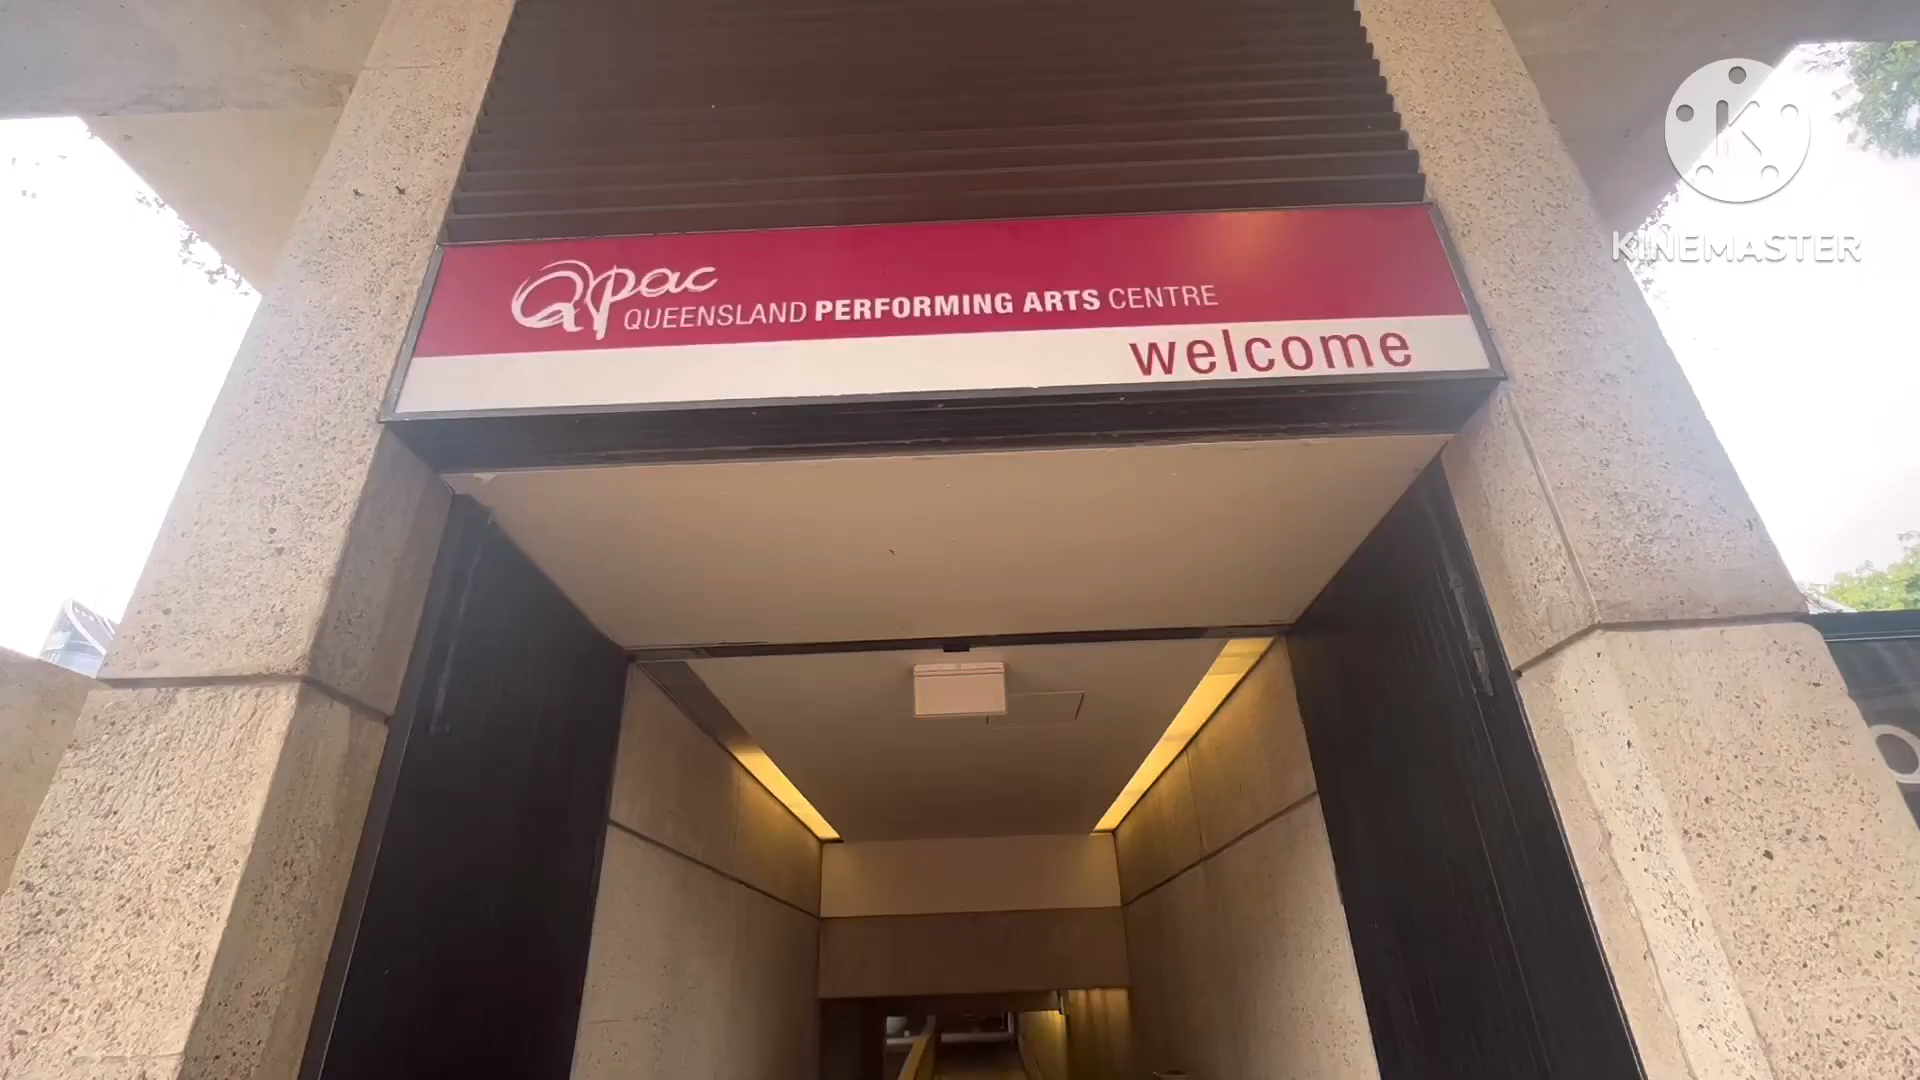 Qpac
QUEENSLAND PERFORMING ARTS CENTRE
welcome
K
KINEMASTER